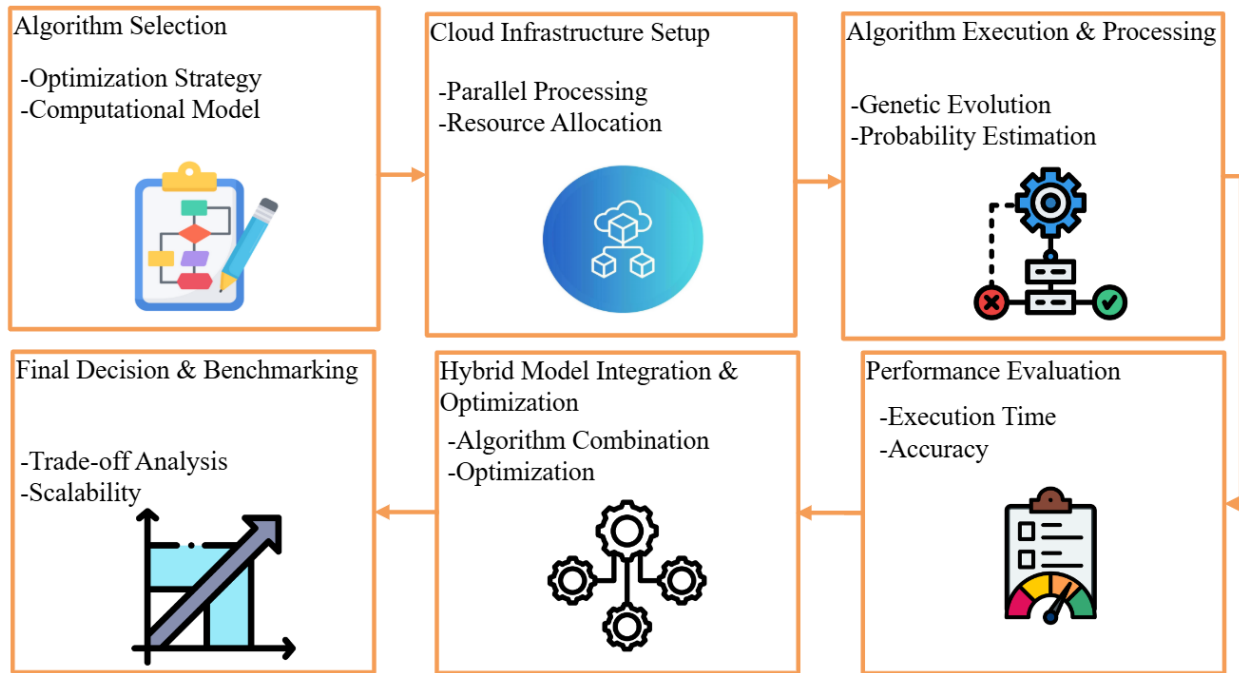 Algorithm Selection
-Optimization Strategy
-Computational Model
Cloud Infrastructure Setup
-Parallel Processing
-Resource Allocation
Algorithm Execution & Processing
-Genetic Evolution
-Probability Estimation
Final Decision & Benchmarking
-Trade-off Analysis
-Scalability
Hybrid Model Integration &
Optimization
-Algorithm Combination
-Optimization
Performance Evaluation
-Execution Time
-Accuracy